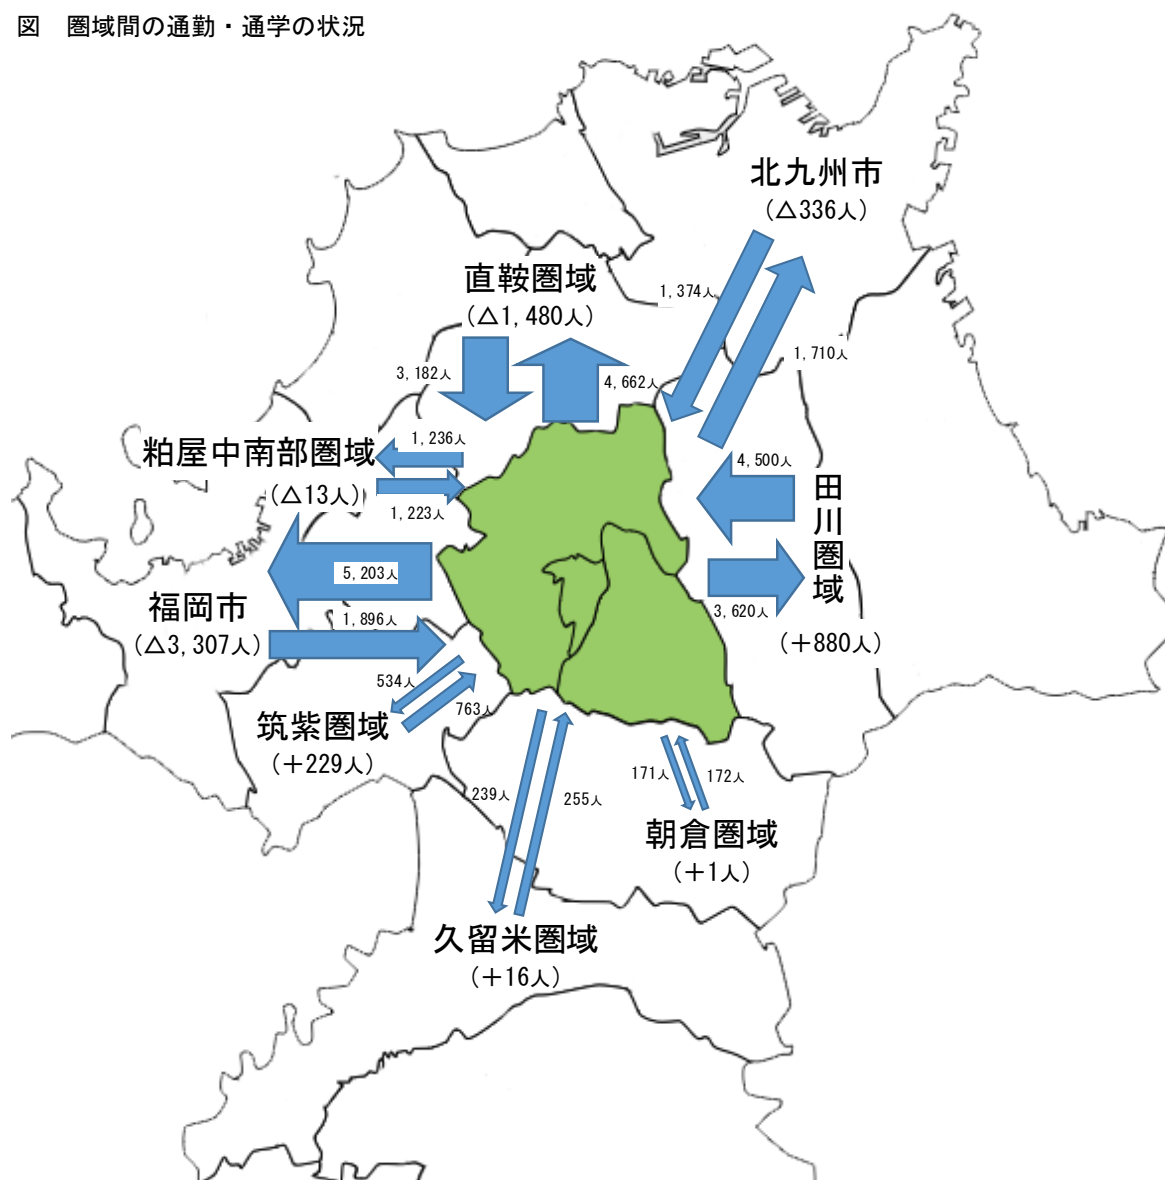 図　圏域間の通勤・通学の状況
北九州市
(△336人)
直鞍圏域
(△1,480人)
1,374人
1,710人
3,182人
4,662人
粕屋中南部圏域
(△13人)
1,236人
1,223人
4,500人
田川圏域
(＋880人)
3,620人
5,203人
福岡市
(△3,307人)
1,896人
534人
763人
筑紫圏域
(＋229人)
239人
255人
171人
172人
朝倉圏域
(＋1人)
久留米圏域
(＋16人)